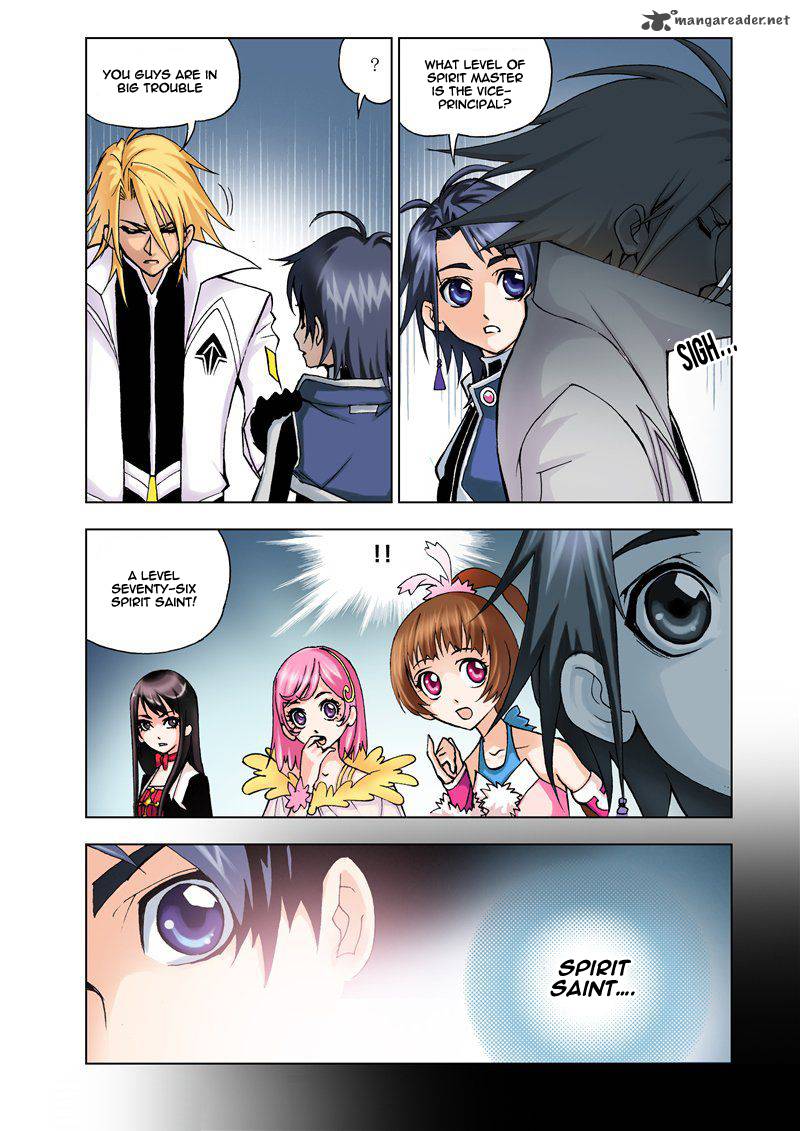 mangareader.net
YOU GUYS ARE IN
BIG TROUBLE
?
WHAT LEVEL OF
SPIRIT MASTER
IS THE VICE-
PRINCIPAL?
SIGH...
A LEVEL
SEVENTY-SIX
SPIRIT SAINT!
!!
SPIRIT
SAINT....